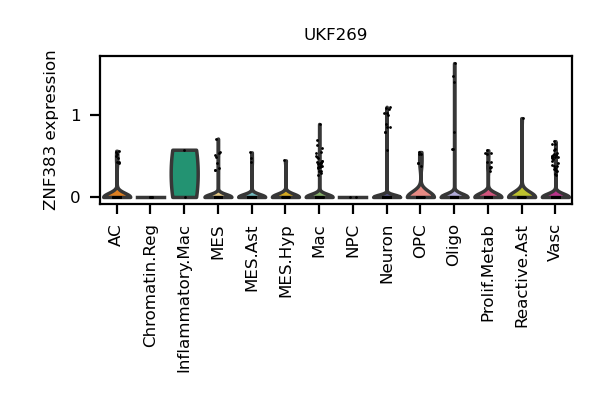 UKF269
ZNF383 expression
1
0
AC
Chromatin.Reg
Inflammatory.Mac
MES
MES.Ast
MES.Hyp
Mac
NPC
Neuron
OPC
Oligo
Prolif.Metab
Reactive.Ast
Vasc